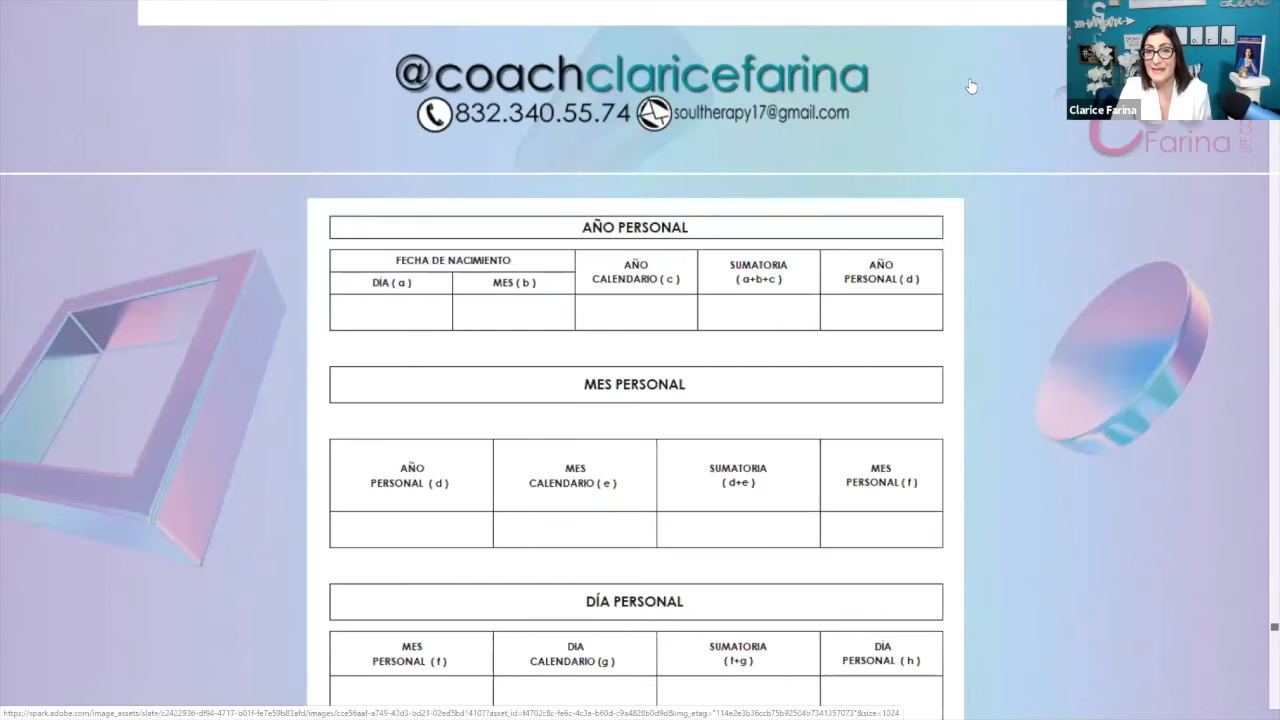 @coachclaricefarina
832.340.55.74 soultherapy17@gmail.com
Clarice Farina
Farina
AÑO PERSONAL
FECHA DE NACIMIENTO
DÍA ( a )
MES ( b )
AÑO
CALENDARIO ( c )
SUMATORIA
( a+b+c )
AÑO
PERSONAL ( d )
MES PERSONAL
AÑO
PERSONAL ( d )
MES
CALENDARIO ( e )
SUMATORIA
( d+e )
MES
PERSONAL ( f )
DÍA PERSONAL
MES
PERSONAL ( f )
DIA
CALENDARIO (g )
SUMATORIA
( f+g )
DÍA
PERSONAL ( h )